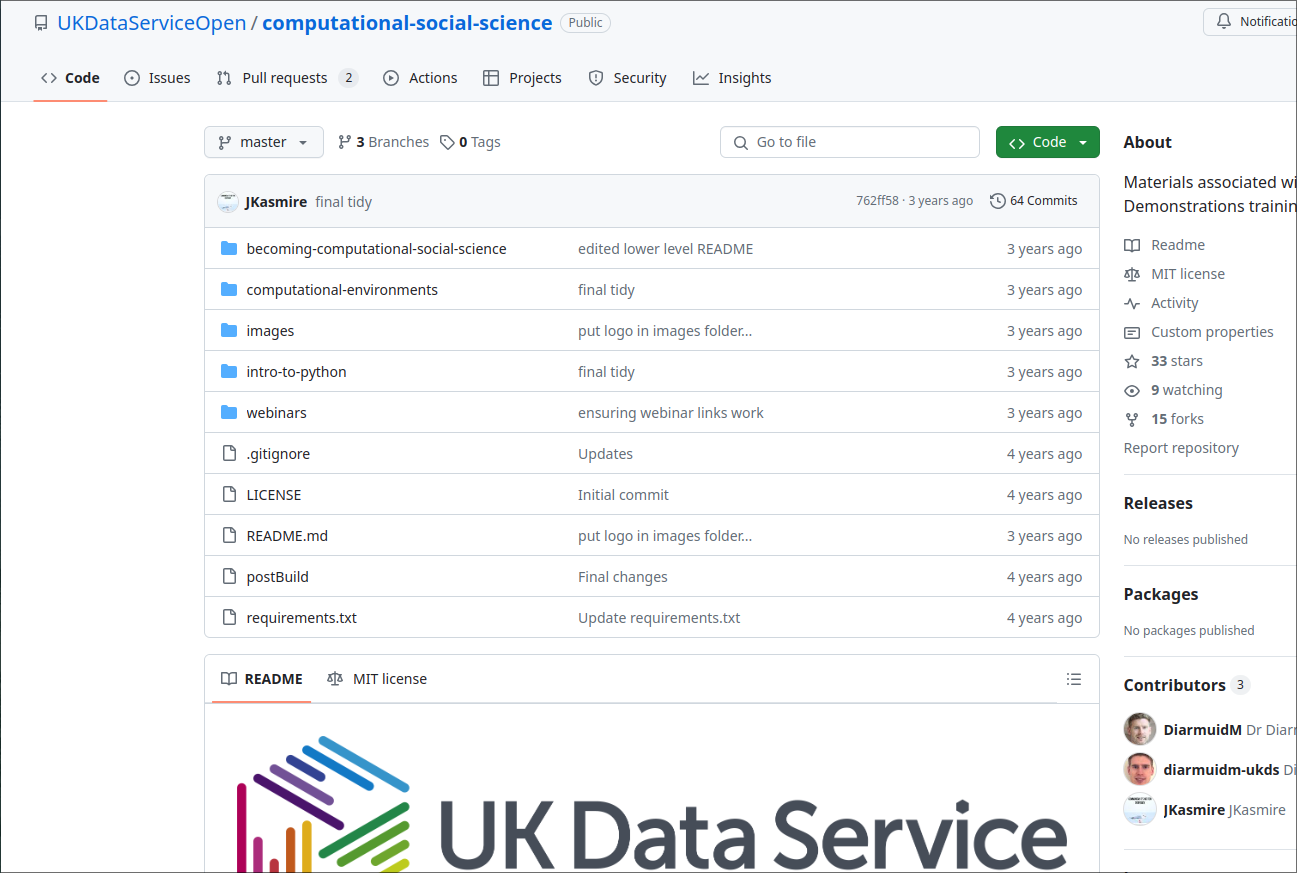 UKDataServiceOpen / computational-social-science Public
Notificatio
Code Issues Pull requests 2 Actions Projects Security Insights
master 3 Branches 0 Tags Go to file Code
JKasmire final tidy 762ff58 · 3 years ago 64 Commits
becoming-computational-social-science edited lower level README 3 years ago
computational-environments final tidy 3 years ago
images put logo in images folder... 3 years ago
intro-to-python final tidy 3 years ago
webinars ensuring webinar links work 3 years ago
.gitignore Updates 4 years ago
LICENSE Initial commit 4 years ago
README.md put logo in images folder... 3 years ago
postBuild Final changes 4 years ago
requirements.txt Update requirements.txt 4 years ago
README MIT license
UK Data Service
About
Materials associated wi
Demonstrations trainin
Readme
MIT license
Activity
Custom properties
33 stars
9 watching
15 forks
Report repository
Releases
No releases published
Packages
No packages published
Contributors 3
DiarmuidM Dr Diarm
diarmuidm-ukds Di
JKasmire JKasmire